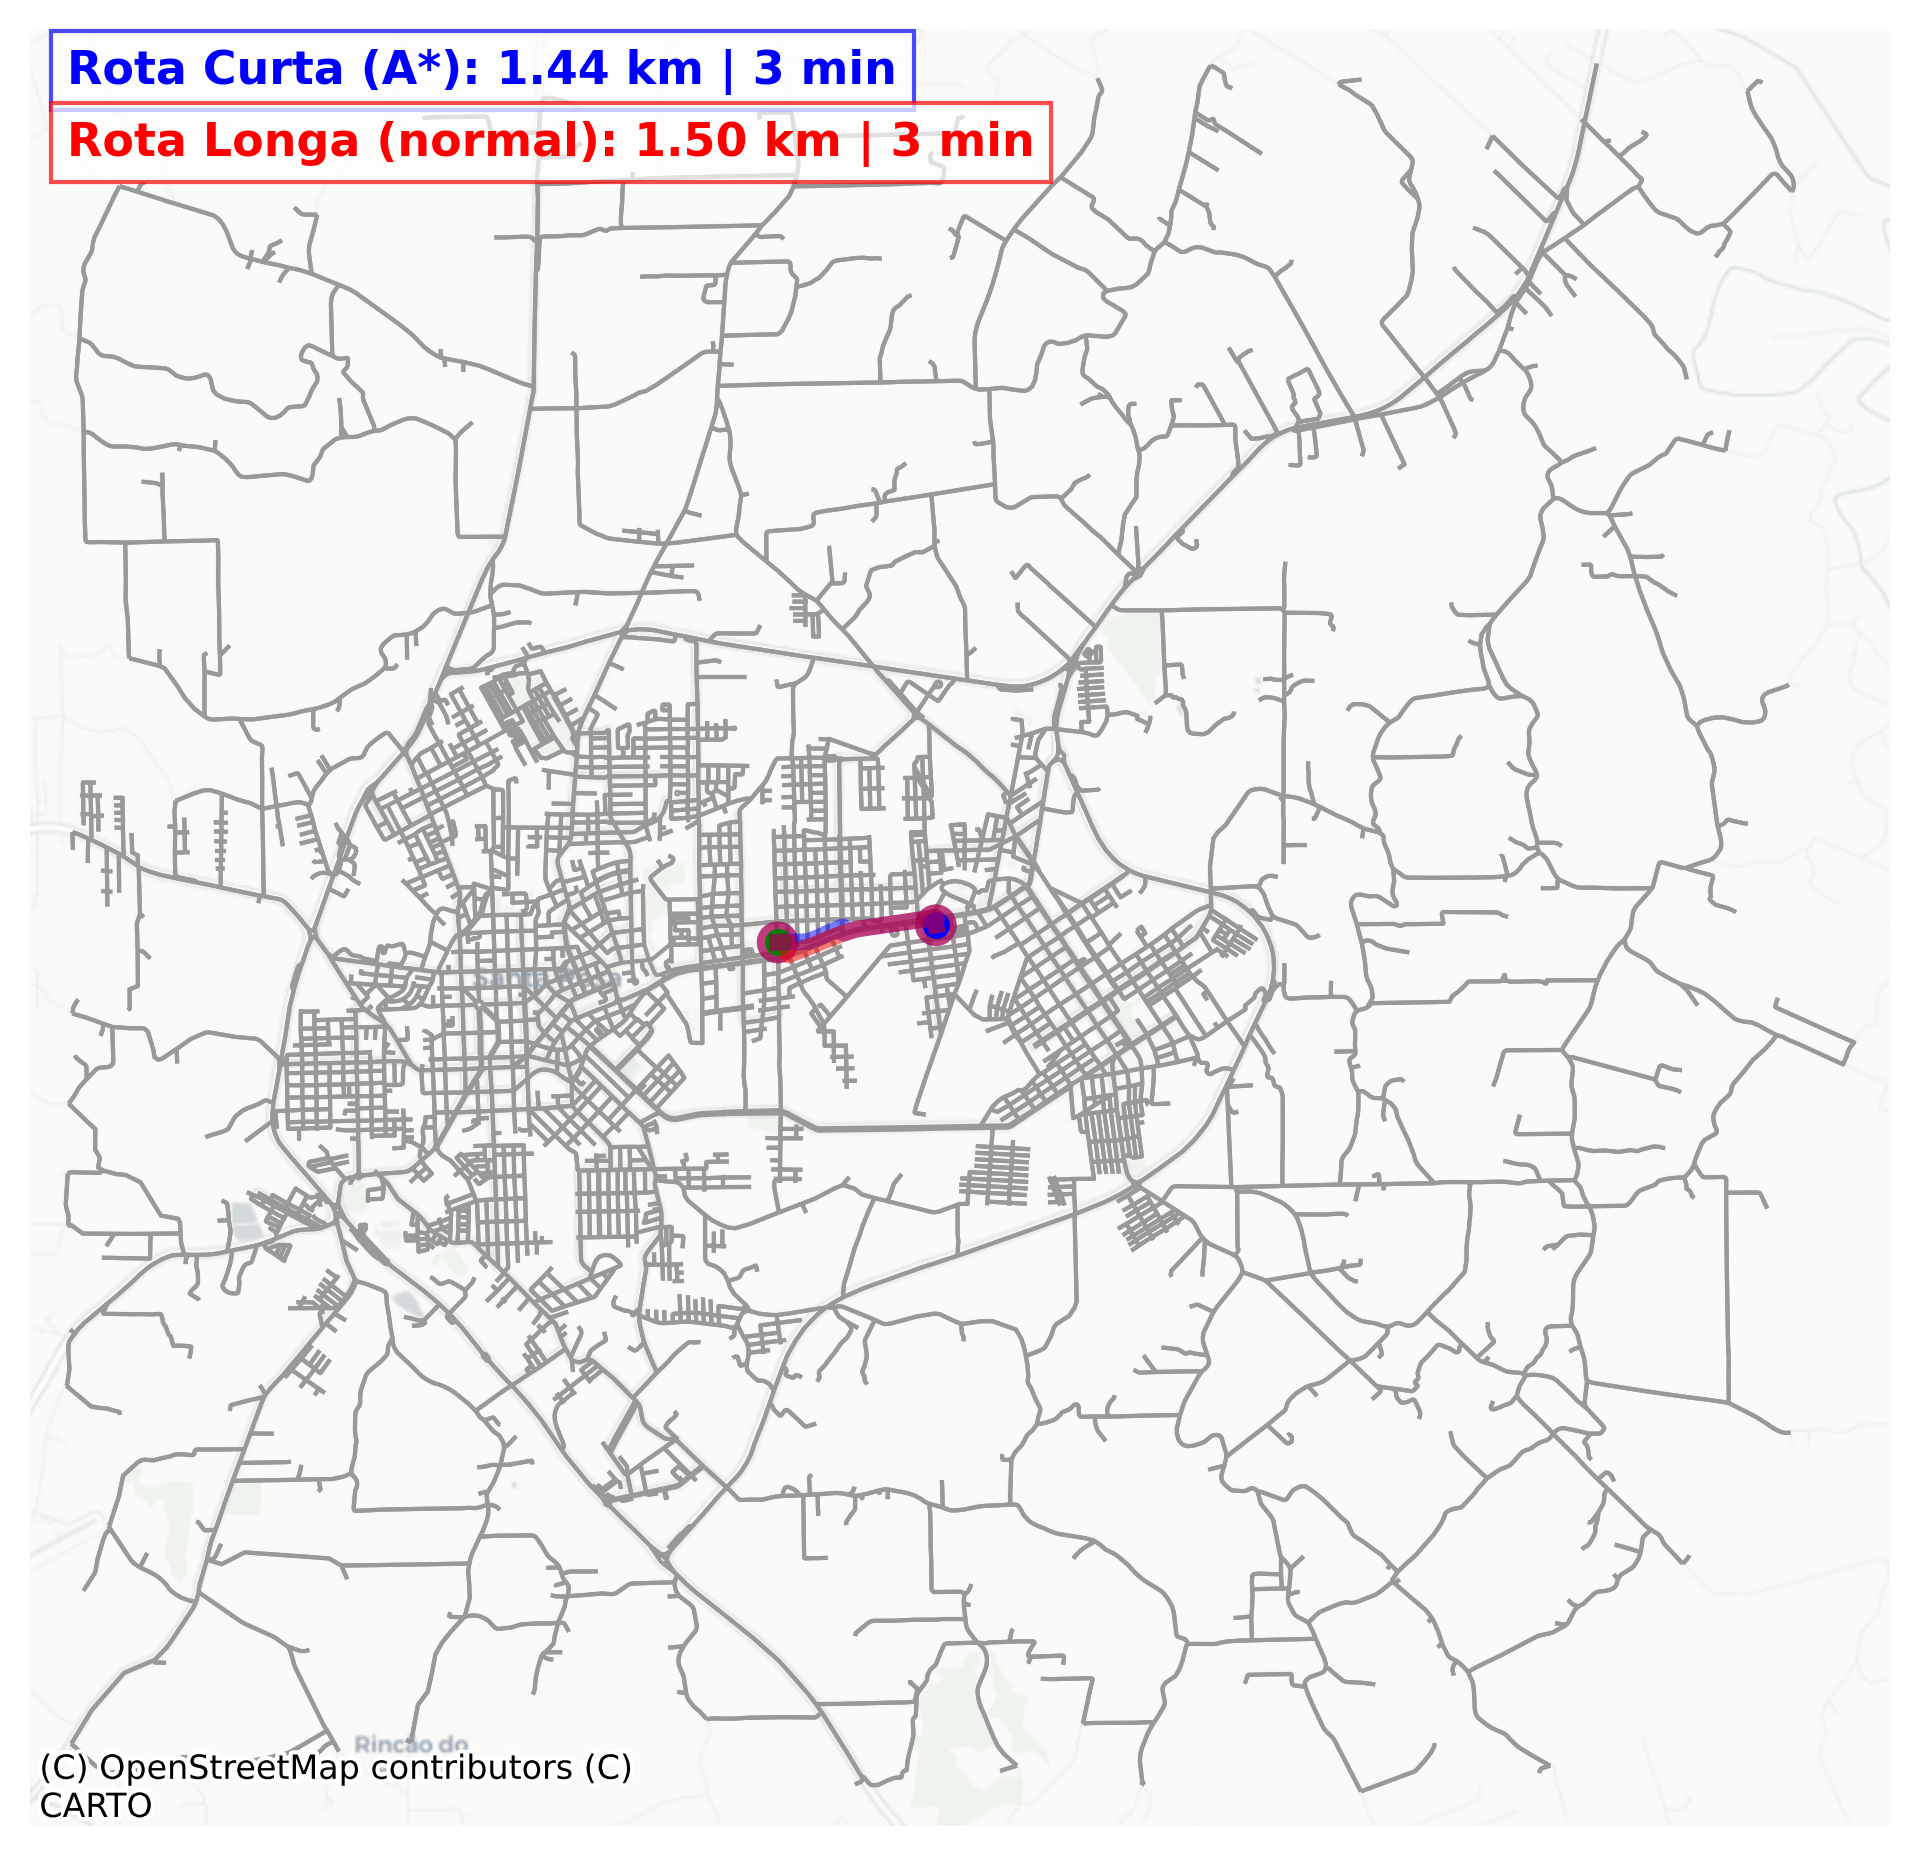 Rota Curta (A*): 1.44 km | 3 min
Rota Longa (normal): 1.50 km | 3 min
Rincão do
(C) OpenStreetMap contributors (C)
CARTO